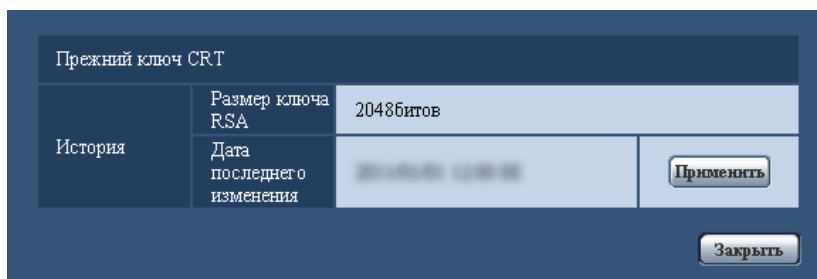 Прежний ключ CRT
История
Размер ключа
RSA
2048битов
Дата
последнего
изменения
Применить
Закрыть